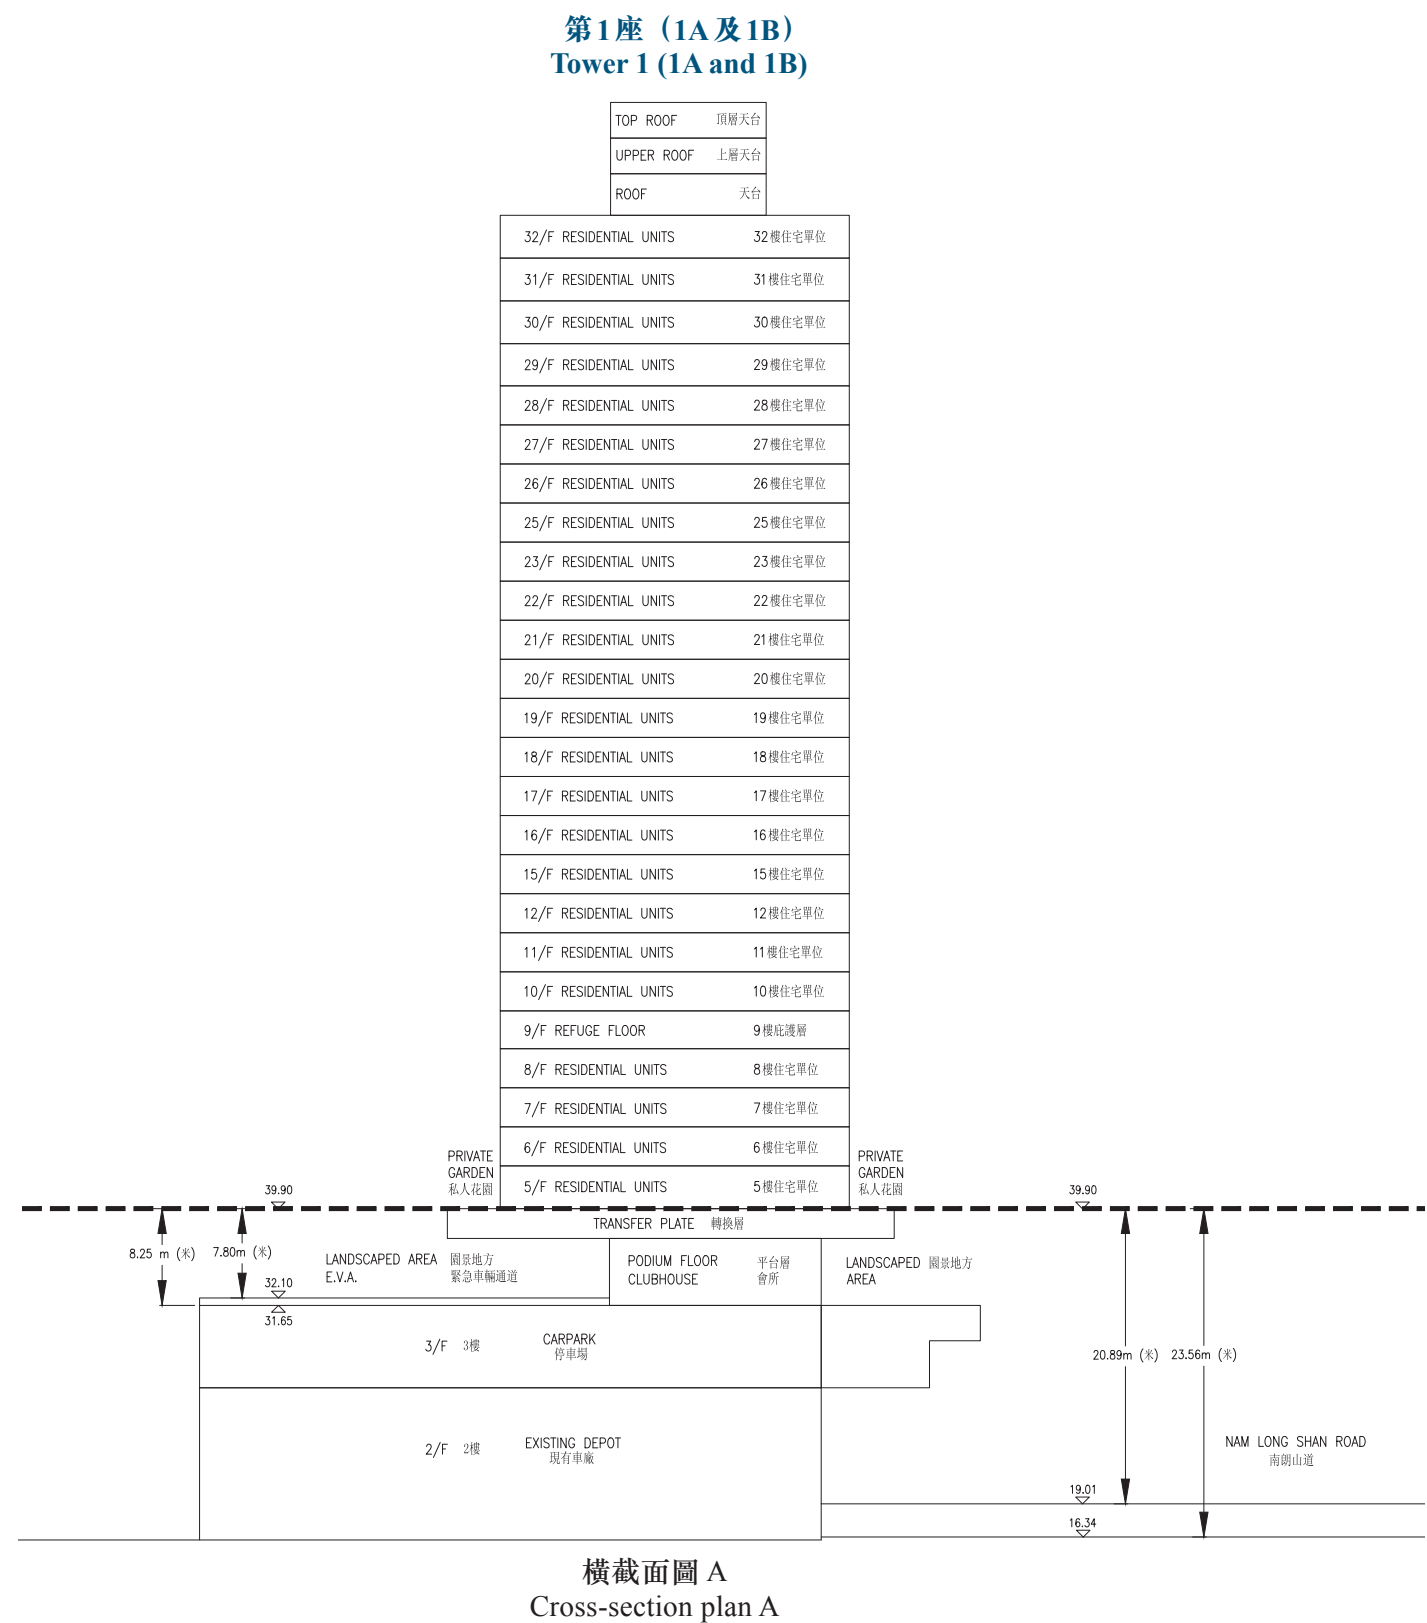 第1座（1A及1B）
Tower 1 (1A and 1B)
TOP ROOF 頂層天台
UPPER ROOF 上層天台
ROOF 天台
32/F RESIDENTIAL UNITS 32樓住宅單位
31/F RESIDENTIAL UNITS 31樓住宅單位
30/F RESIDENTIAL UNITS 30樓住宅單位
29/F RESIDENTIAL UNITS 29樓住宅單位
28/F RESIDENTIAL UNITS 28樓住宅單位
27/F RESIDENTIAL UNITS 27樓住宅單位
26/F RESIDENTIAL UNITS 26樓住宅單位
25/F RESIDENTIAL UNITS 25樓住宅單位
23/F RESIDENTIAL UNITS 23樓住宅單位
22/F RESIDENTIAL UNITS 22樓住宅單位
21/F RESIDENTIAL UNITS 21樓住宅單位
20/F RESIDENTIAL UNITS 20樓住宅單位
19/F RESIDENTIAL UNITS 19樓住宅單位
18/F RESIDENTIAL UNITS 18樓住宅單位
17/F RESIDENTIAL UNITS 17樓住宅單位
16/F RESIDENTIAL UNITS 16樓住宅單位
15/F RESIDENTIAL UNITS 15樓住宅單位
12/F RESIDENTIAL UNITS 12樓住宅單位
11/F RESIDENTIAL UNITS 11樓住宅單位
10/F RESIDENTIAL UNITS 10樓住宅單位
9/F REFUGE FLOOR 9樓庇護層
8/F RESIDENTIAL UNITS 8樓住宅單位
7/F RESIDENTIAL UNITS 7樓住宅單位
6/F RESIDENTIAL UNITS 6樓住宅單位
5/F RESIDENTIAL UNITS 5樓住宅單位
PRIVATE
GARDEN
私人花園
PRIVATE
GARDEN
私人花園
39.90
39.90
TRANSFER PLATE 轉換層
8.25 m (米)
7.80m (米)
LANDSCAPED AREA 園景地方
E.V.A. 緊急車輛通道
PODIUM FLOOR 平台層
CLUBHOUSE 會所
LANDSCAPED 園景地方
AREA
32.10
31.65
3/F 3樓
CARPARK
停車場
20.89m (米)
23.56m (米)
2/F 2樓
EXISTING DEPOT
現有車廠
NAM LONG SHAN ROAD
南朗山道
19.01
16.34
橫截面圖 A
Cross-section plan A